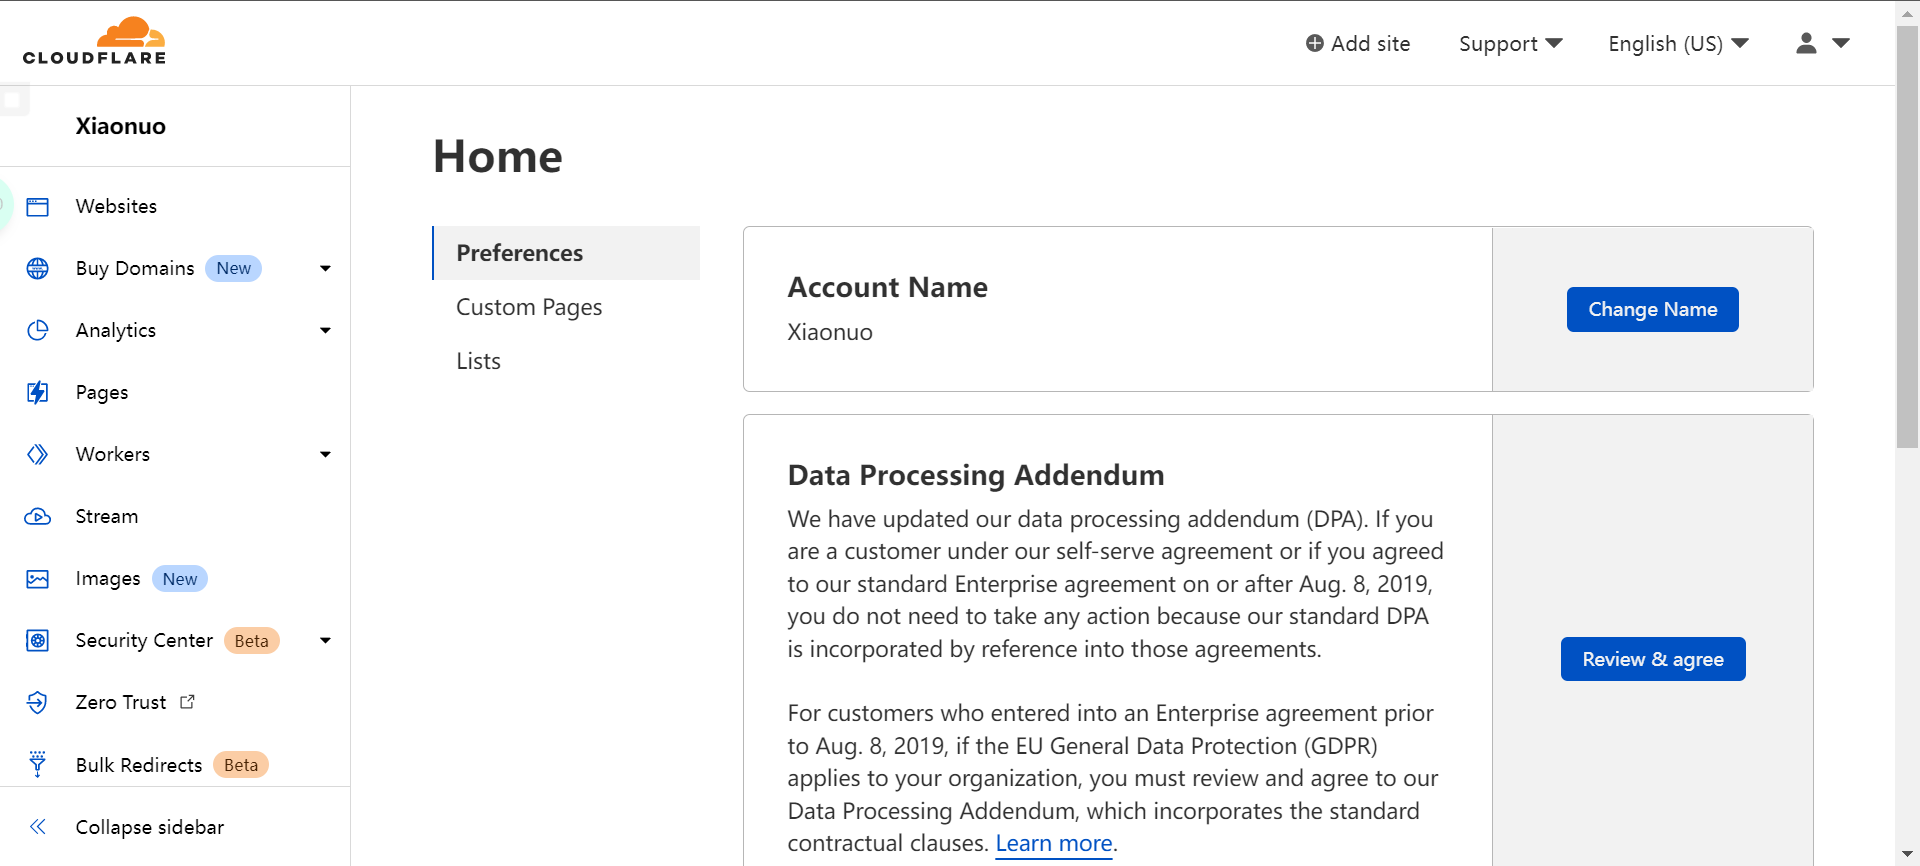 CLOUDFLARE
Add site
Support
English (US)
Xiaonuo
Websites
Buy Domains New
Analytics
Pages
Workers
Stream
Images New
Security Center Beta
Zero Trust
Bulk Redirects Beta
Collapse sidebar
Home
Preferences
Custom Pages
Lists
Account Name
Xiaonuo
Change Name
Data Processing Addendum
We have updated our data processing addendum (DPA). If you
are a customer under our self-serve agreement or if you agreed
to our standard Enterprise agreement on or after Aug. 8, 2019,
you do not need to take any action because our standard DPA
is incorporated by reference into those agreements.
For customers who entered into an Enterprise agreement prior
to Aug. 8, 2019, if the EU General Data Protection (GDPR)
applies to your organization, you must review and agree to our
Data Processing Addendum, which incorporates the standard
contractual clauses. Learn more.
Review & agree